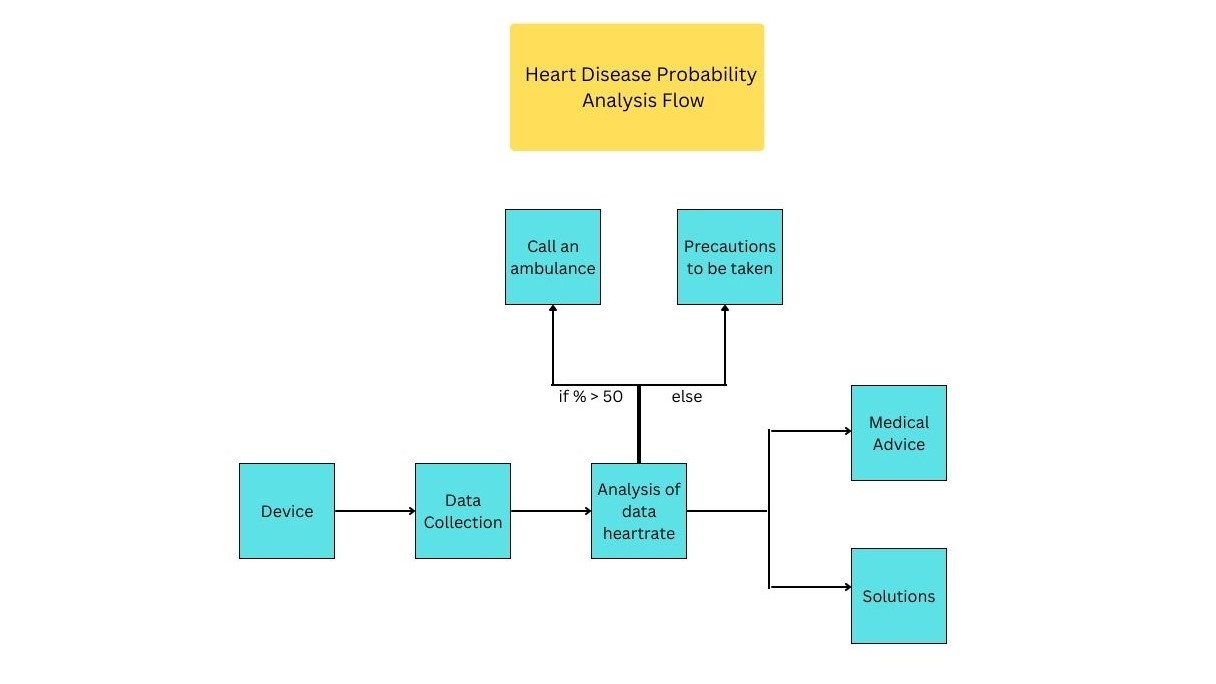 Heart Disease Probability
Analysis Flow
Call an
ambulance
Precautions
to be taken
if % > 50
else
Medical
Advice
Device
Data
Collection
Analysis of
data
heartrate
Solutions